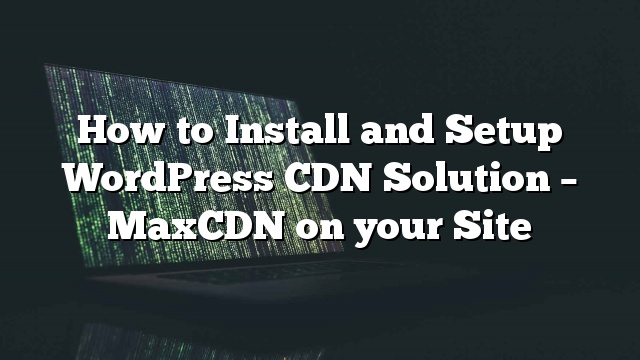 How to Install and Setup
WordPress CDN Solution –
MaxCDN on your Site